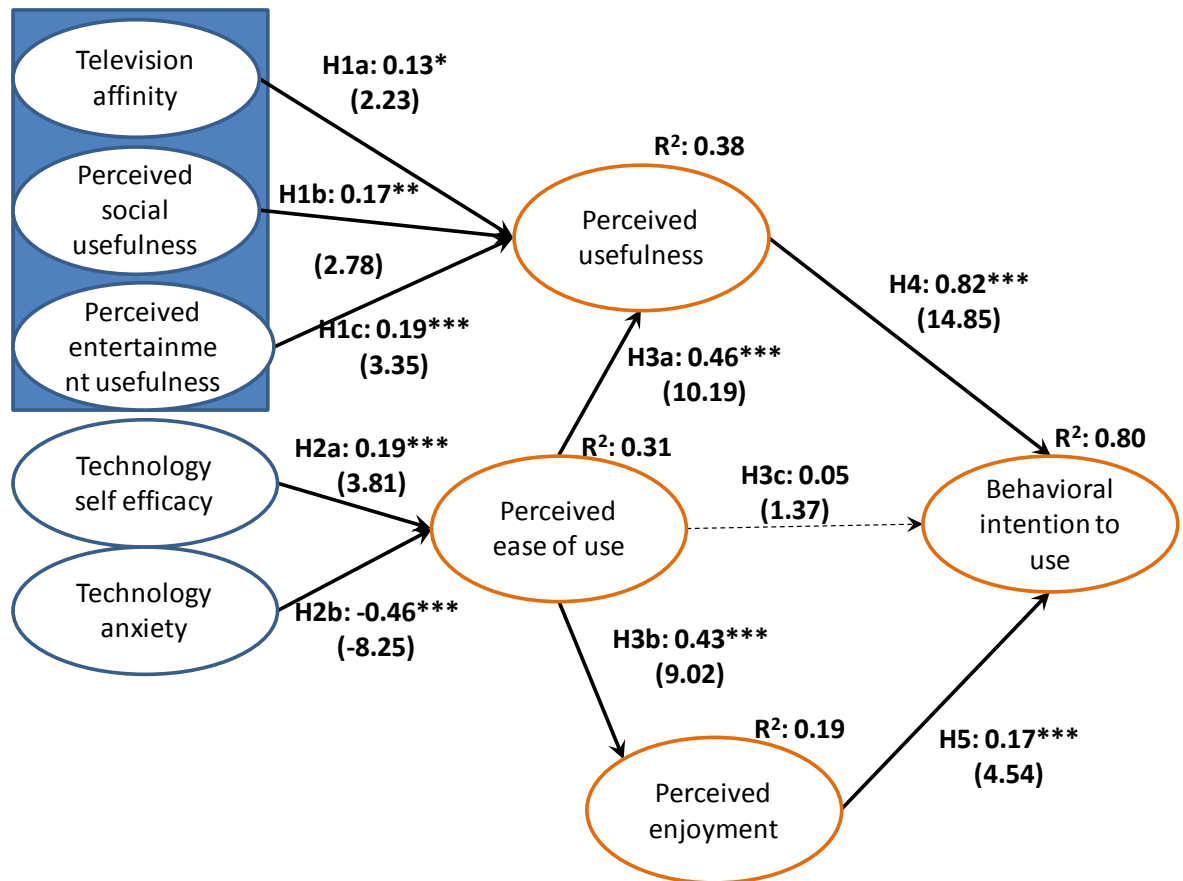 Television
affinity
H1a: 0.13*
(2.23)
R²: 0.38
Perceived
social
usefulness
H1b: 0.17**
(2.78)
Perceived
usefulness
Perceived
entertainme
nt usefulness
H1c: 0.19***
(3.35)
H3a: 0.46***
(10.19)
H4: 0.82***
(14.85)
Technology
self efficacy
H2a: 0.19***
(3.81)
R²: 0.31
Perceived
ease of use
H3c: 0.05
(1.37)
R²: 0.80
Behavioral
intention to
use
Technology
anxiety
H2b: -0.46***
(-8.25)
H3b: 0.43***
(9.02)
R²: 0.19
Perceived
enjoyment
H5: 0.17***
(4.54)